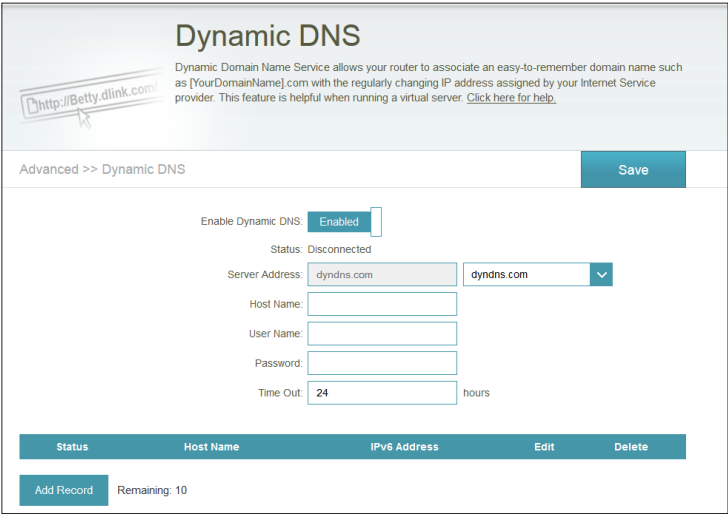 Dynamic DNS
Dynamic Domain Name Service allows your router to associate an easy-to-remember domain name such
as [YourDomainName].com with the regularly changing IP address assigned by your Internet Service
provider. This feature is helpful when running a virtual server. Click here for help.
http://Betty.dlink.com/
Advanced >> Dynamic DNS
Save
Enable Dynamic DNS: Enabled
Status: Disconnected
Server Address: dyndns.com dyndns.com
Host Name:
User Name:
Password:
Time Out: 24 hours
Status Host Name IPv6 Address Edit Delete
Add Record Remaining: 10